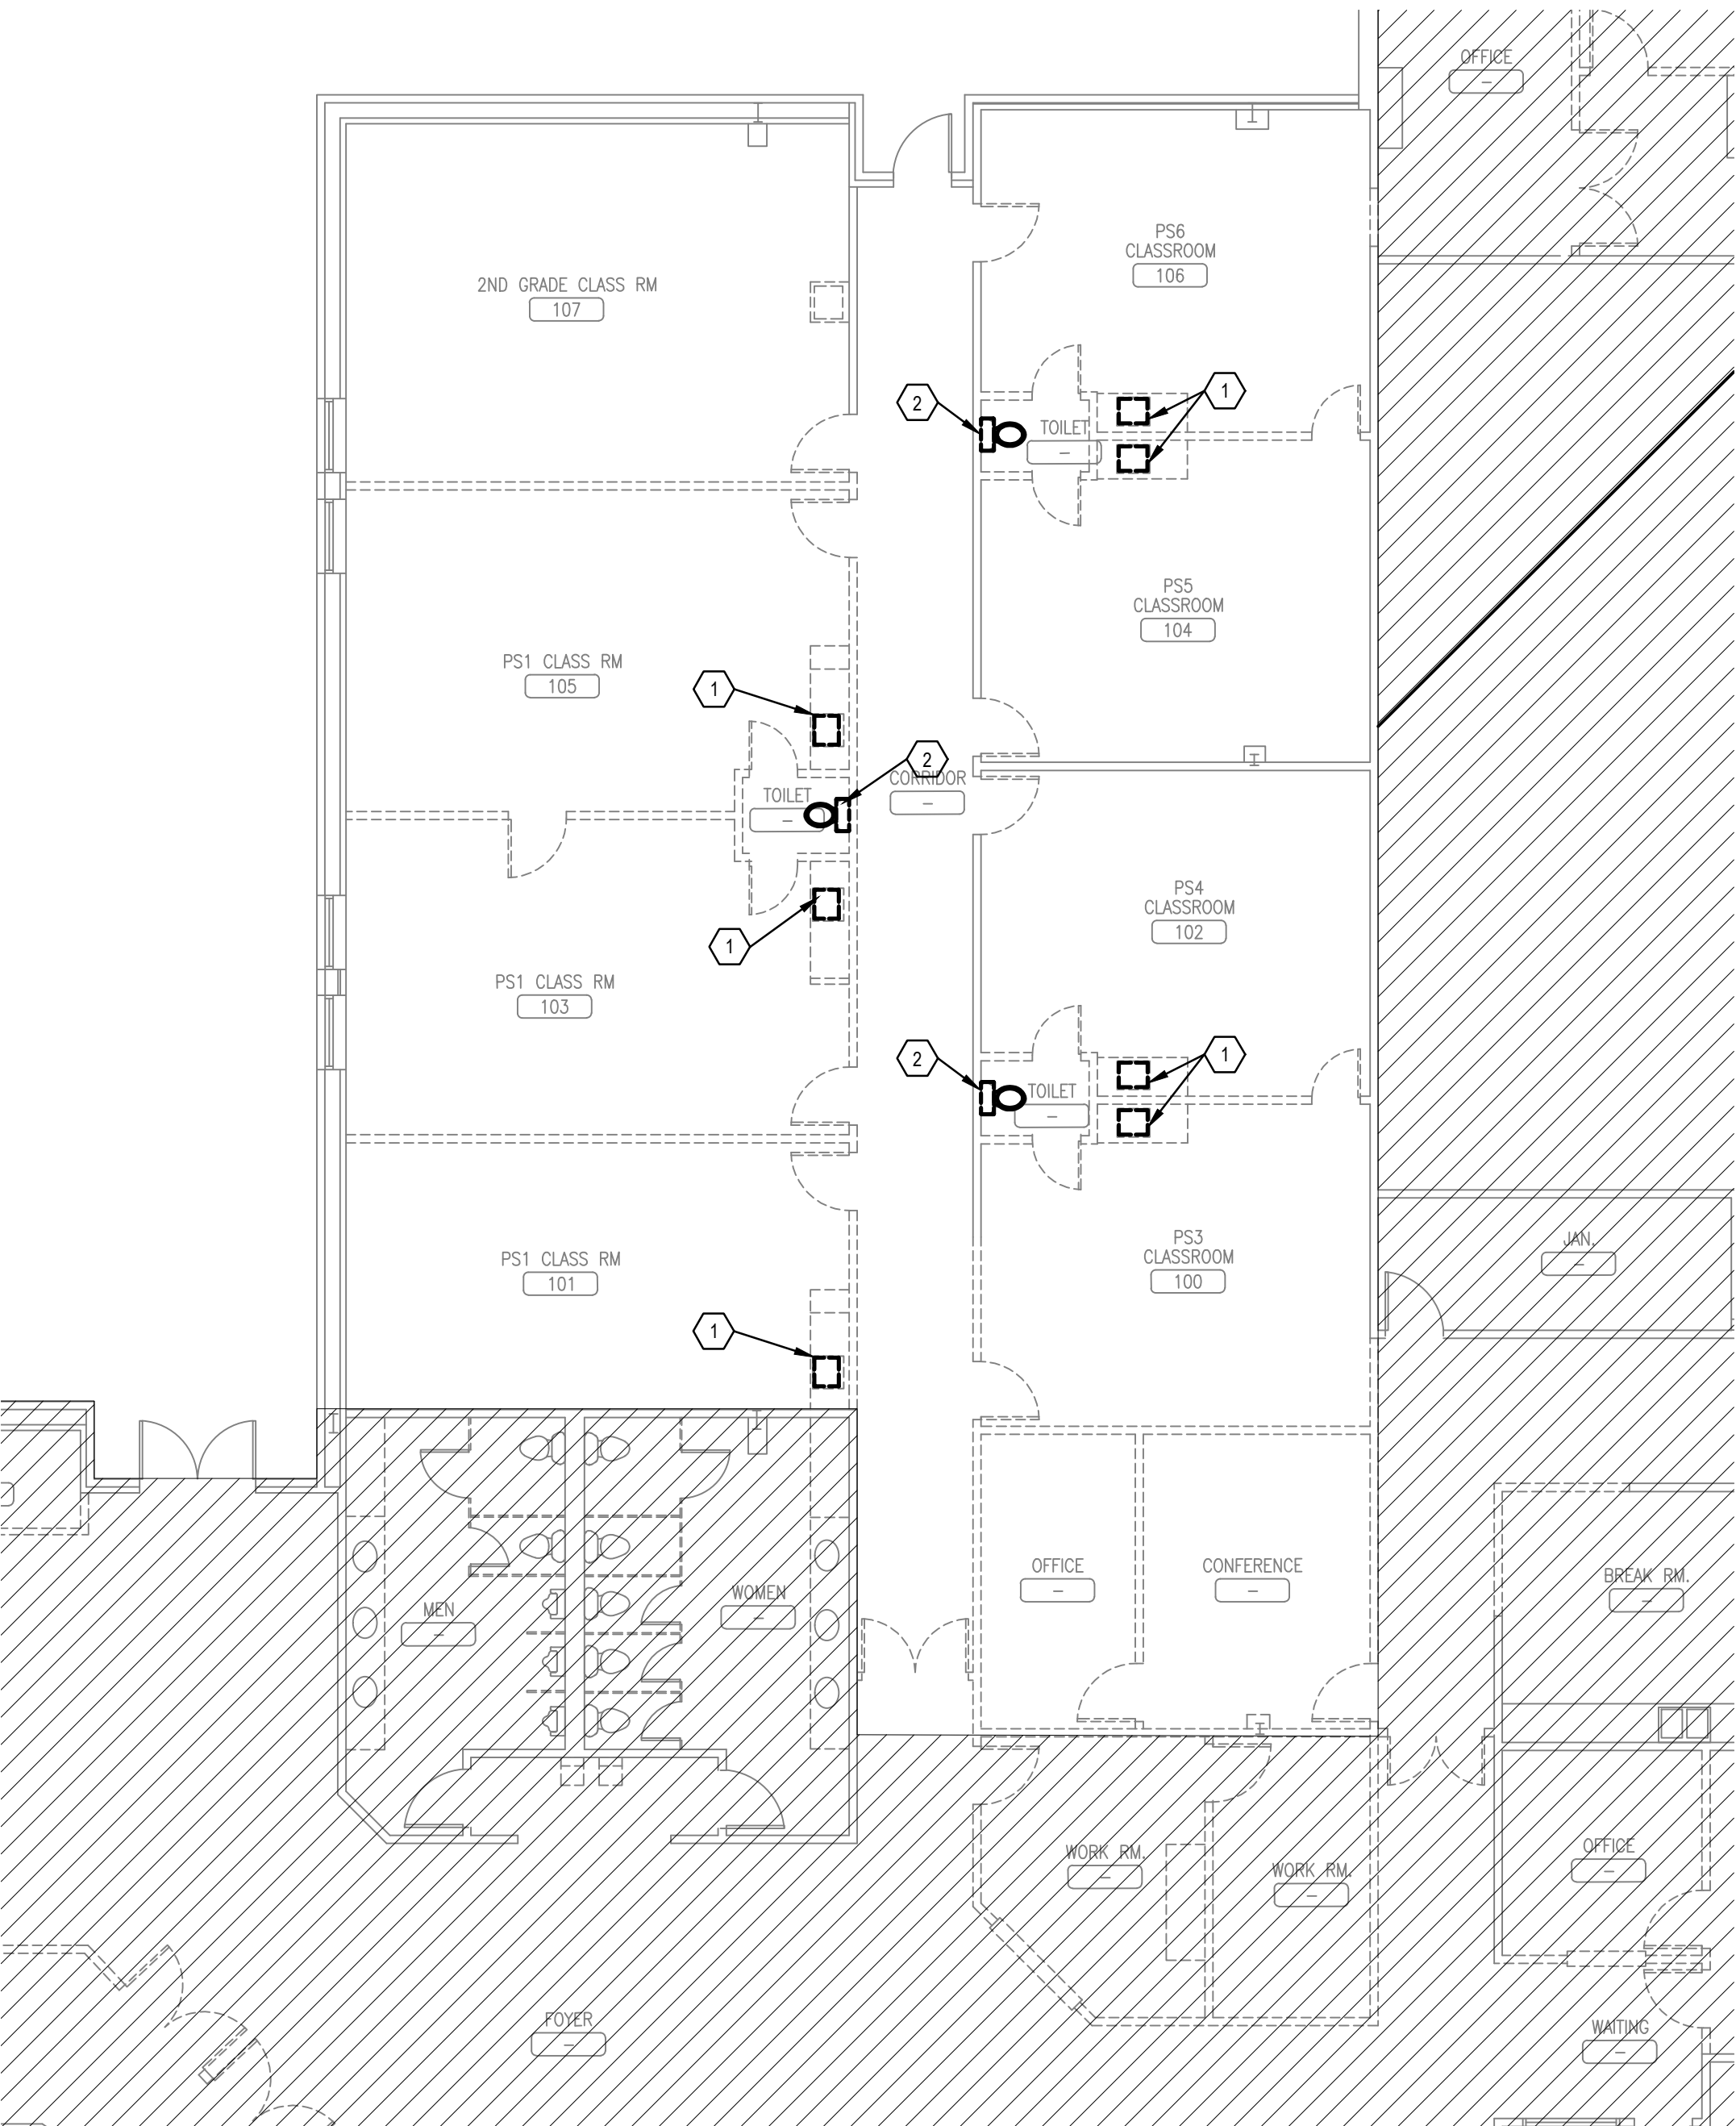 OFFICE
-
PS6
CLASSROOM
106
2ND GRADE CLASS RM
107
1
2
TOILET
-
PS5
CLASSROOM
104
PS1 CLASS RM
105
1
2
CORRIDOR
-
TOILET
-
PS4
CLASSROOM
102
1
PS1 CLASS RM
103
2
1
TOILET
-
PS3
CLASSROOM
100
JAN.
-
PS1 CLASS RM
101
1
OFFICE
-
CONFERENCE
-
BREAK RM.
-
MEN
-
WOMEN
-
WORK RM.
-
WORK RM.
-
OFFICE
-
FOYER
-
WAITING
-